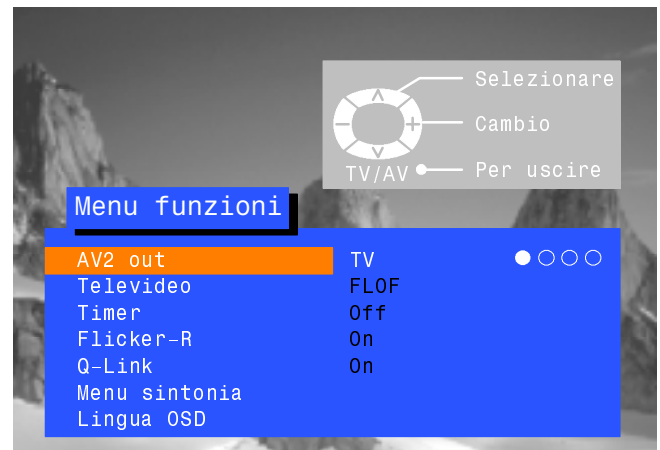 Selezionare
Cambio
TV/AV Per uscire
Menu funzioni
AV2 out TV
Televideo FLOF
Timer Off
Flicker-R On
Q-Link On
Menu sintonia
Lingua OSD